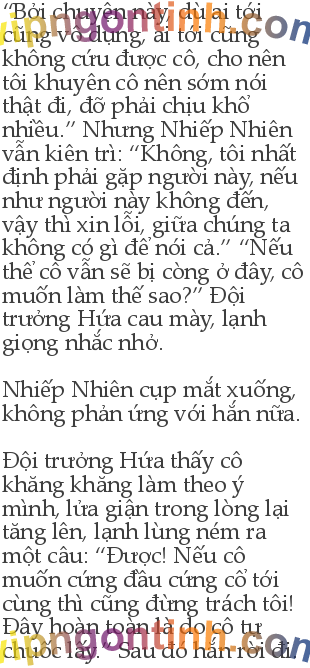 “Bởi chuyện này, dù ai tới
cũng vô dụng, ai tới cũng
không cứu được cô, cho nên
tôi khuyên cô nên sớm nói
thật đi, đỡ phải chịu khổ
nhiều.” Nhưng Nhiếp Nhiên
vẫn kiên trì: “Không, tôi nhất
định phải gặp người này, nếu
như người này không đến,
vậy thì xin lỗi, giữa chúng ta
không có gì để nói cả.” “Nếu
thế cô vẫn sẽ bị còng ở đây, cô
muốn làm thế sao?” Đội
trưởng Hứa cau mày, lạnh
giọng nhắc nhở.
Nhiếp Nhiên cụp mắt xuống,
không phản ứng với hắn nữa.
Đội trưởng Hứa thấy cô
khăng khăng làm theo ý
mình, lửa giận trong lòng lại
tăng lên, lạnh lùng ném ra
một câu: “Được! Nếu cô
muốn cứng đầu cứng cổ tới
cùng thì cũng đừng trách tôi!
Đây hoàn toàn là do cô tự
chuốc lấy.” Sau đó hắn rời đi
vipngontinh.com
vipngontinh.com